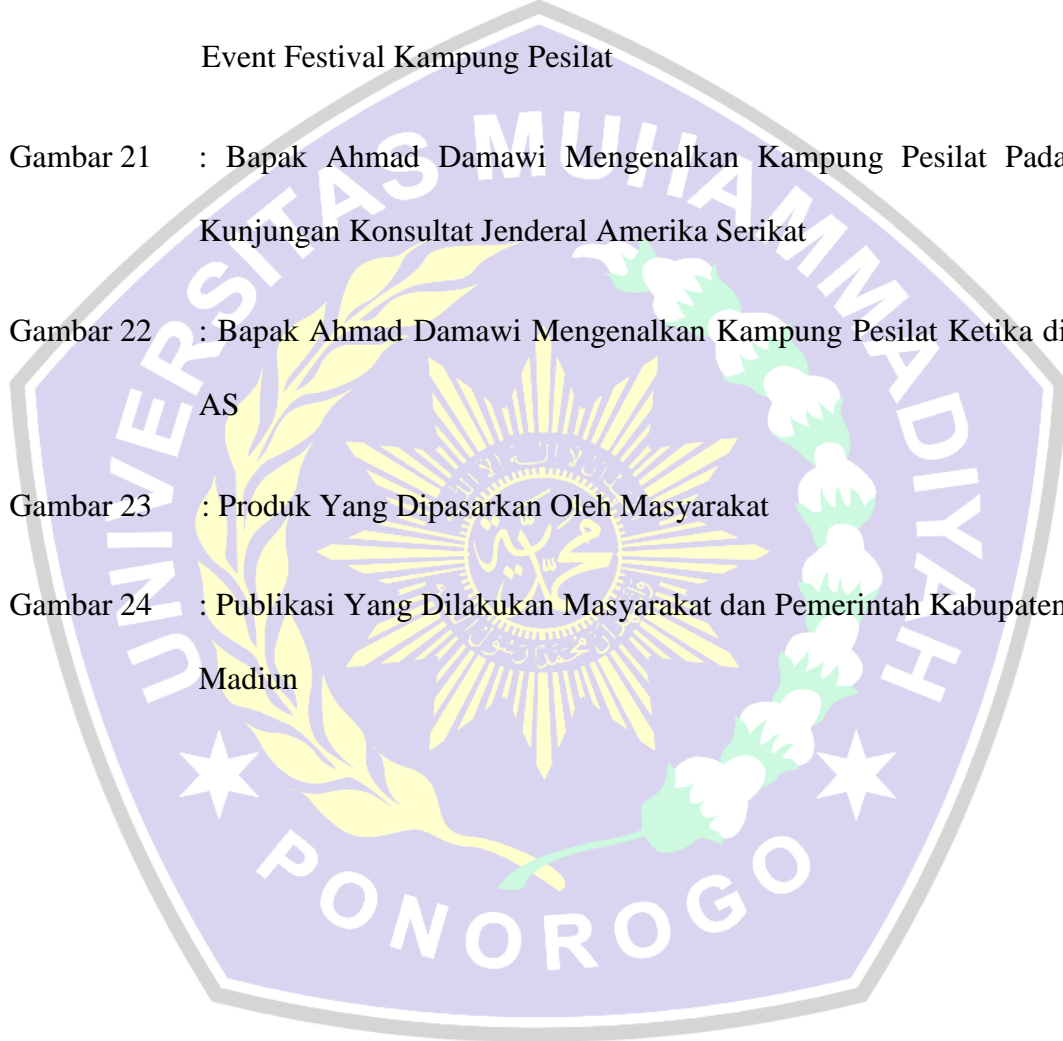 Event Festival Kampung Pesilat
Gambar 21 : Bapak Ahmad Damawi Mengenalkan Kampung Pesilat Pada
Kunjungan Konsultat Jenderal Amerika Serikat
Gambar 22 : Bapak Ahmad Damawi Mengenalkan Kampung Pesilat Ketika di
AS
Gambar 23 : Produk Yang Dipasarkan Oleh Masyarakat
Gambar 24 : Publikasi Yang Dilakukan Masyarakat dan Pemerintah Kabupaten
Madiun
UNIVERSITAS MUHAMMADIYAH
PONOROGO
محمدية